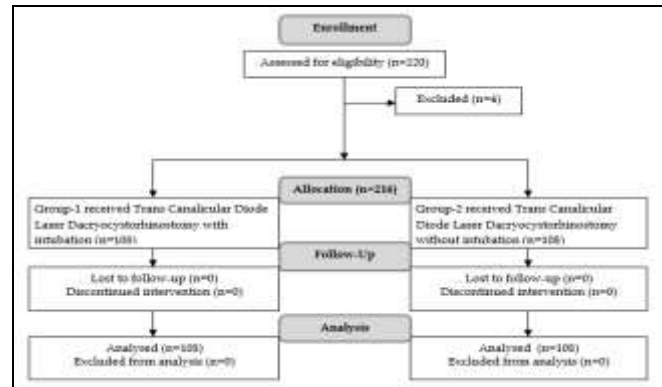 Enrollment
Assessed for eligibility (n=220)
Excluded (n=4)
Allocation (n=216)
Group-1 received Trans Canalicular Diode
Laser Dacryocystorhinostomy with
intubation (n=108)
Group-2 received Trans Canalicular
Diode Laser Dacryocystorhinostomy
without intubation (n=108)
Follow-Up
Lost to follow-up (n=0)
Discontinued intervention (n=0)
Lost to follow-up (n=0)
Discontinued intervention (n=0)
Analysis
Analysed (n=108)
Excluded from analysis (n=0)
Analysed (n=108)
Excluded from analysis (n=0)